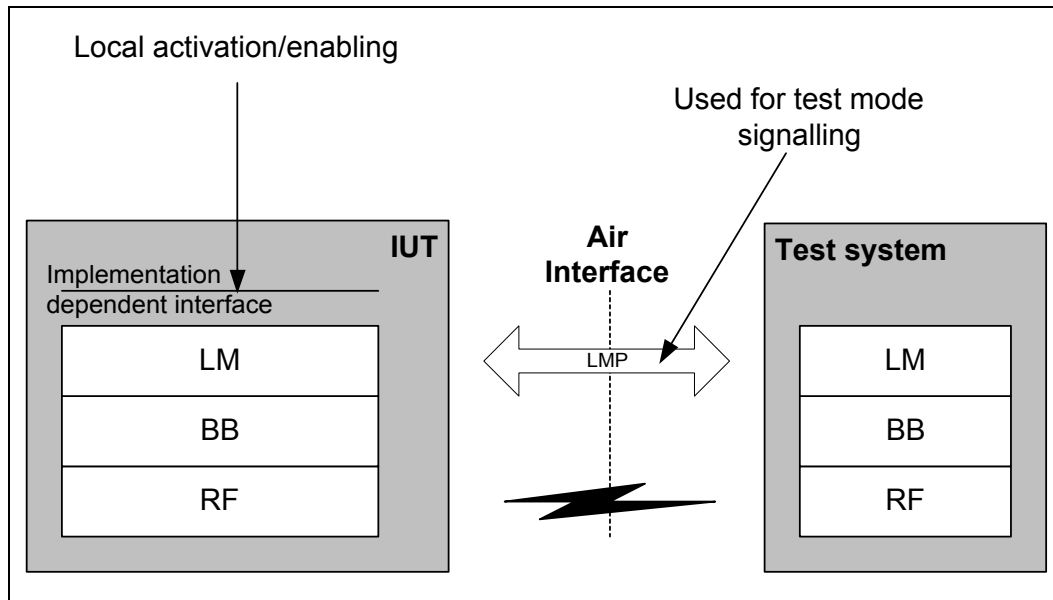 Local activation/enabling
Used for test mode
signalling
IUT
Implementation
dependent interface
LM
BB
RF
Air
Interface
LMP
Test system
LM
BB
RF